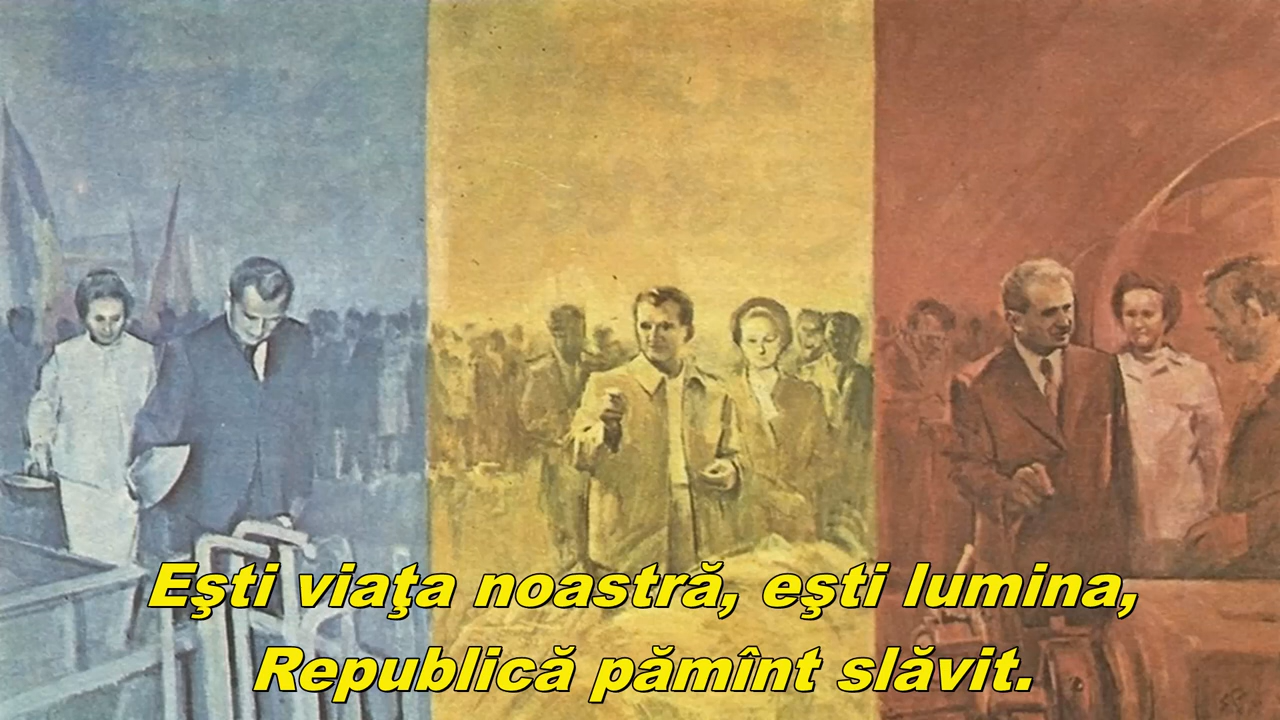 Eşti viaţa noastră, eşti lumina,
Republică pămînt slăvit.